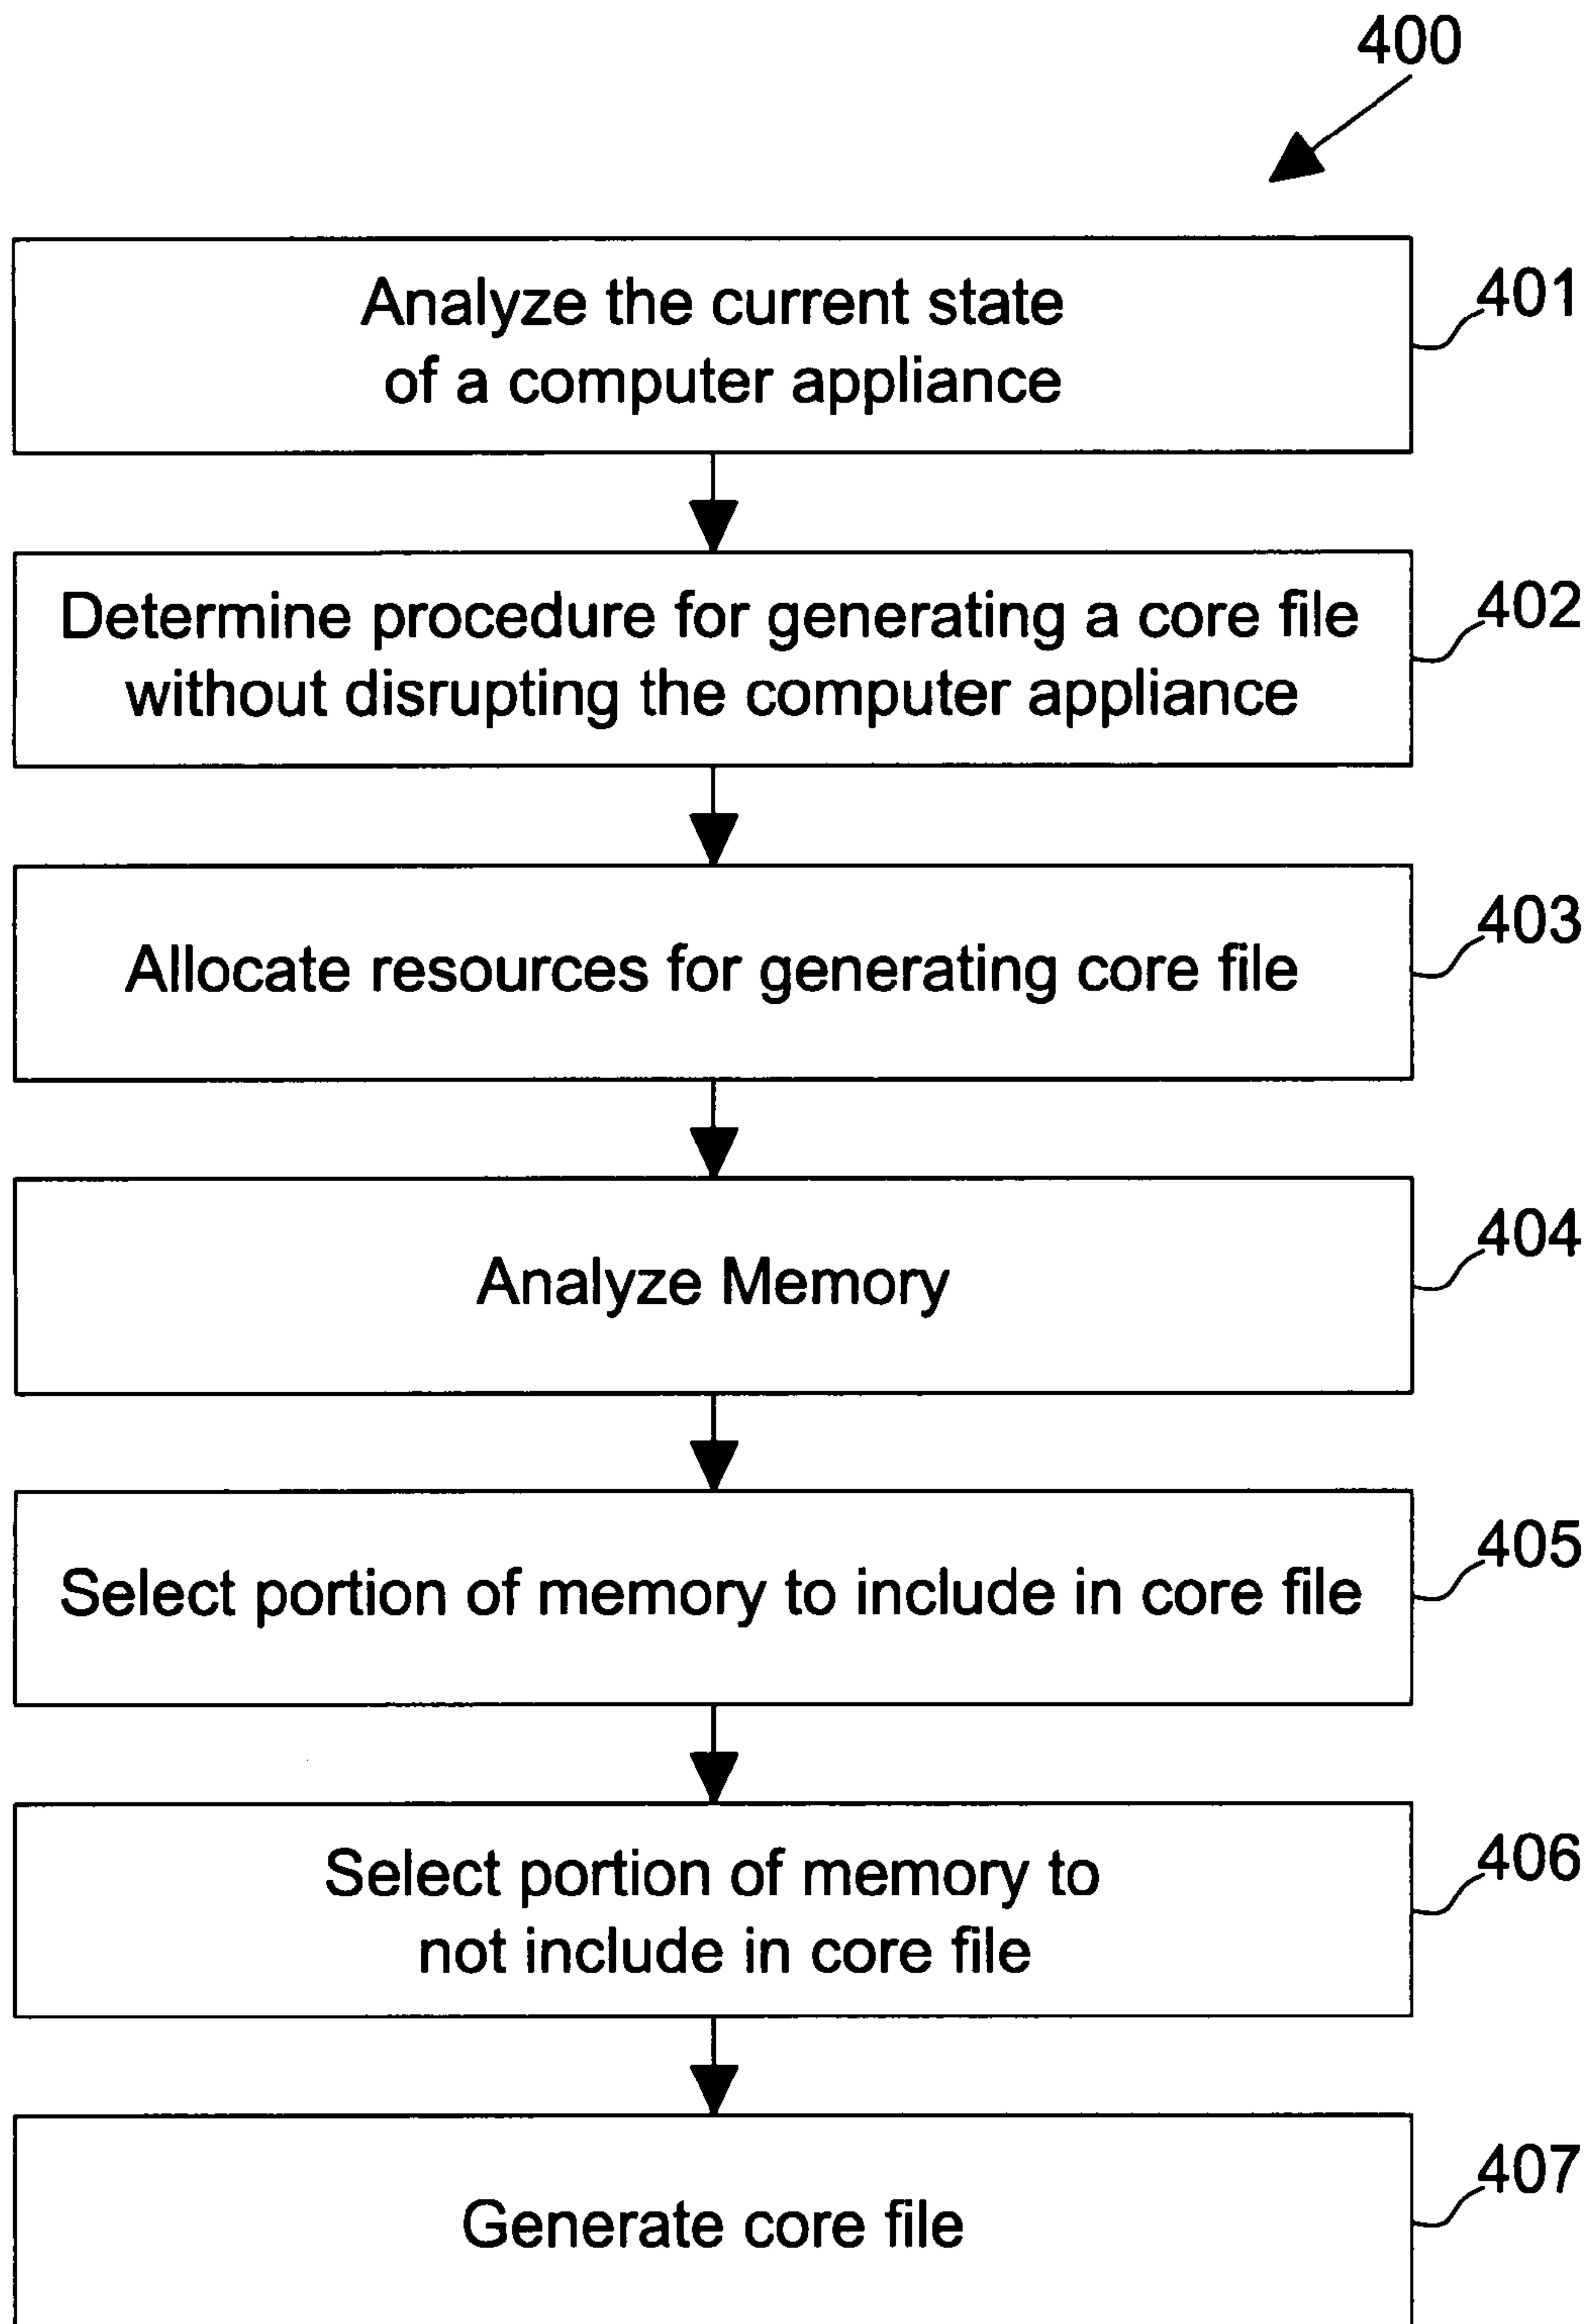 400
Analyze the current state
of a computer appliance
401
Determine procedure for generating a core file
without disrupting the computer appliance
402
Allocate resources for generating core file
403
Analyze Memory
404
Select portion of memory to include in core file
405
Select portion of memory to
not include in core file
406
Generate core file
407